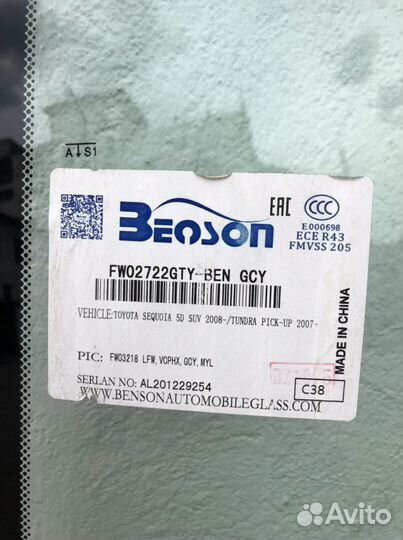 A↓S1
BENSON
EAC
CCC
E000698
ECE R43
FMVSS 205
FW02722GTY-BEN GCY
VEHICLE:TOYOTA SEQUOIA 5D SUV 2008-/TUNDRA PICK-UP 2007-
PIC: FW03218 LFW,VCPHX,GCY,MYL
SERLAN NO: AL201229254
C38
WWW.BENSONAUTOMOBILEGLASS.COM
MADE IN CHINA
Avito